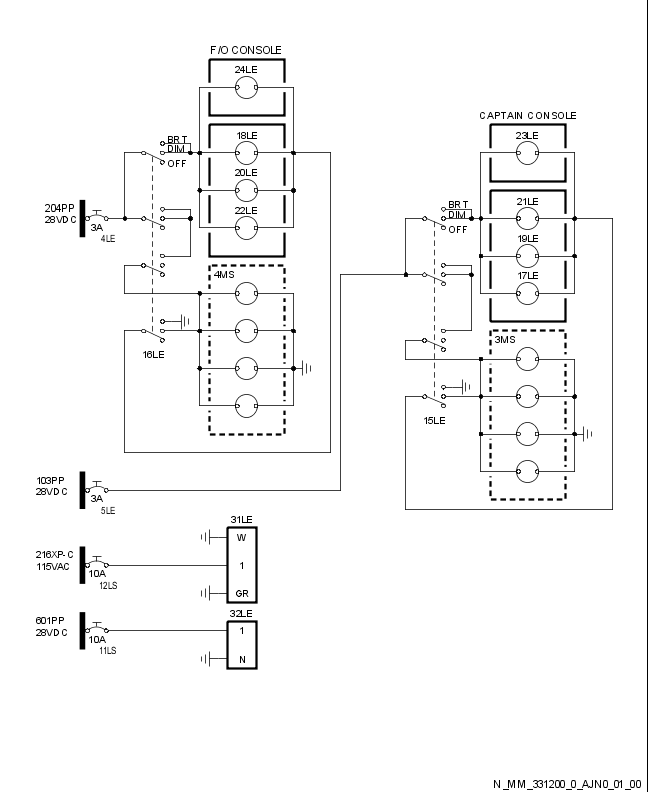 F/O CONSOLE
24LE
CAPTAIN CONSOLE
18LE
BRT
DIM
OFF
23LE
20LE
204PP
28VDC
3A
4LE
22LE
21LE
BRT
DIM
OFF
19LE
4MS
17LE
16LE
3MS
15LE
103PP
28VDC
3A
5LE
31LE
W
216XP-C
115VAC
10A
12LS
1
GR
32LE
601PP
28VDC
10A
11LS
1
N
N_MM_331200_0_AJN0_01_00